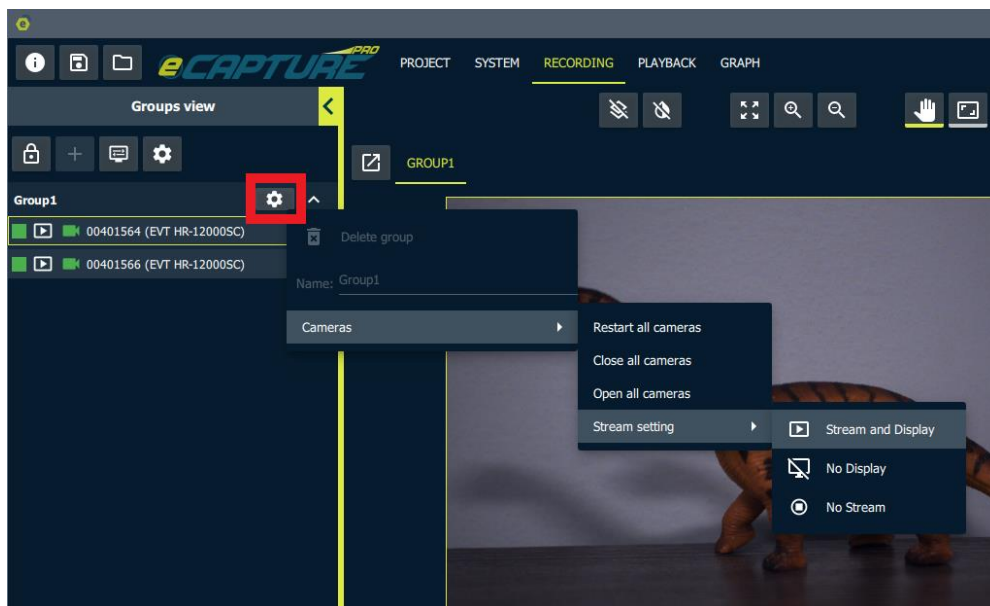 e
eCAPTURE PRO
PROJECT SYSTEM RECORDING PLAYBACK GRAPH
Groups view
GROUP1
Group1
00401564 (EVT HR-12000SC)
00401566 (EVT HR-12000SC)
Delete group
Name: Group1
Cameras
Restart all cameras
Close all cameras
Open all cameras
Stream setting
Stream and Display
No Display
No Stream